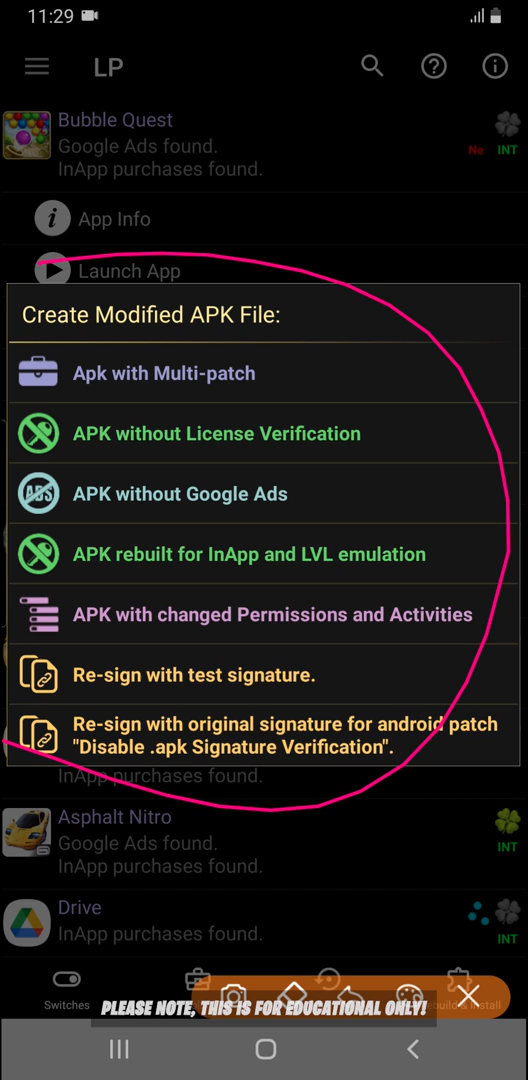 11:29
LP
Bubble Quest
Google Ads found.
InApp purchases found.
Ne INT
App Info
Launch App
Create Modified APK File:
Apk with Multi-patch
APK without License Verification
ADS
APK without Google Ads
APK rebuilt for InApp and LVL emulation
APK with changed Permissions and Activities
Re-sign with test signature.
Re-sign with original signature for android patch
"Disable .apk Signature Verification".
InApp purchases found.
Asphalt Nitro
Google Ads found.
InApp purchases found.
INT
Drive
InApp purchases found.
INT
Switches
Install
PLEASE NOTE, THIS IS FOR EDUCATIONAL ONLY!